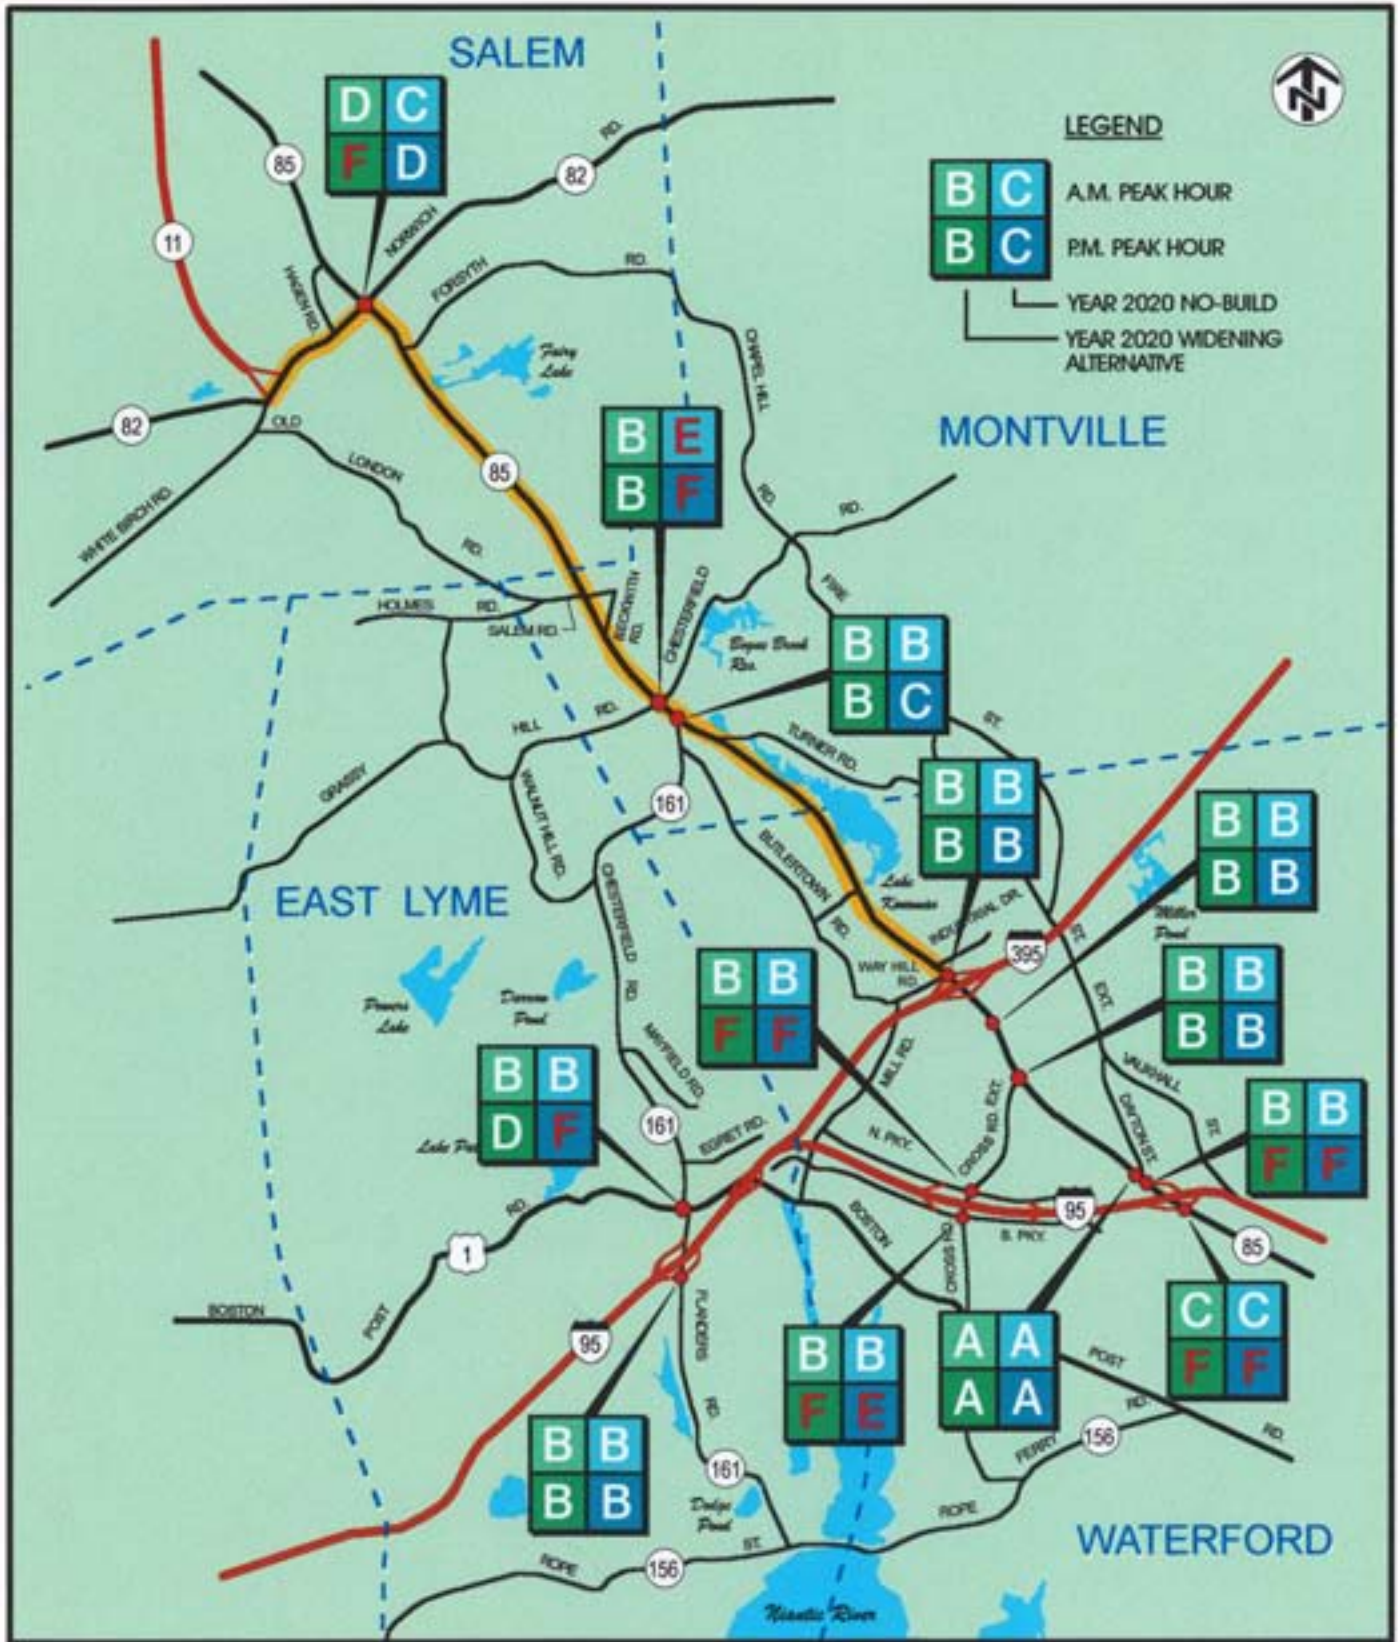 SALEM
D C
F D
85
RD.
82
NORWICH
11
HAGEN RD.
FORSYTH
RD.
LEGEND
B C
A.M. PEAK HOUR
B C
P.M. PEAK HOUR
YEAR 2020 NO-BUILD
YEAR 2020 WIDENING
ALTERNATIVE
N
Fairy
Lake
CHAPEL HILL
RD.
82
OLD
LONDON
RD.
WHITE BIRCH RD.
85
B E
B F
MONTVILLE
RD.
FIRE
HOLMES RD.
SALEM RD.
BECKWITH
RD.
CHESTERFIELD
Bogue Brook
Res.
B B
B C
ST.
HILL RD.
GRASSY
WALNUT HILL RD.
161
TURNER RD.
B B
B B
B B
B B
BUTLERTOWN
RD.
Lake
Konomoc
INDUSTRIAL DR.
Miller
Pond
EAST LYME
CHESTERFIELD
RD.
395
ST.
EXT.
WAY HILL
RD.
Powers
Lake
Darrow
Pond
B B
F F
B B
B B
MAYFIELD RD.
MILL RD.
VAUXHALL
ST.
B B
D F
161
EGRET RD.
N. PKY.
CROSS RD. EXT.
DAYTON ST.
B B
F F
RD.
1
BOSTON
95
S. PKY.
CROSS RD.
85
BOSTON
POST
95
FLANDERS
RD.
B B
F E
A A
A A
C C
F F
POST
RD.
RD.
B B
B B
161
FERRY
156
Dodge
Pond
ROPE
ROPE
156
ST.
WATERFORD
Niantic River